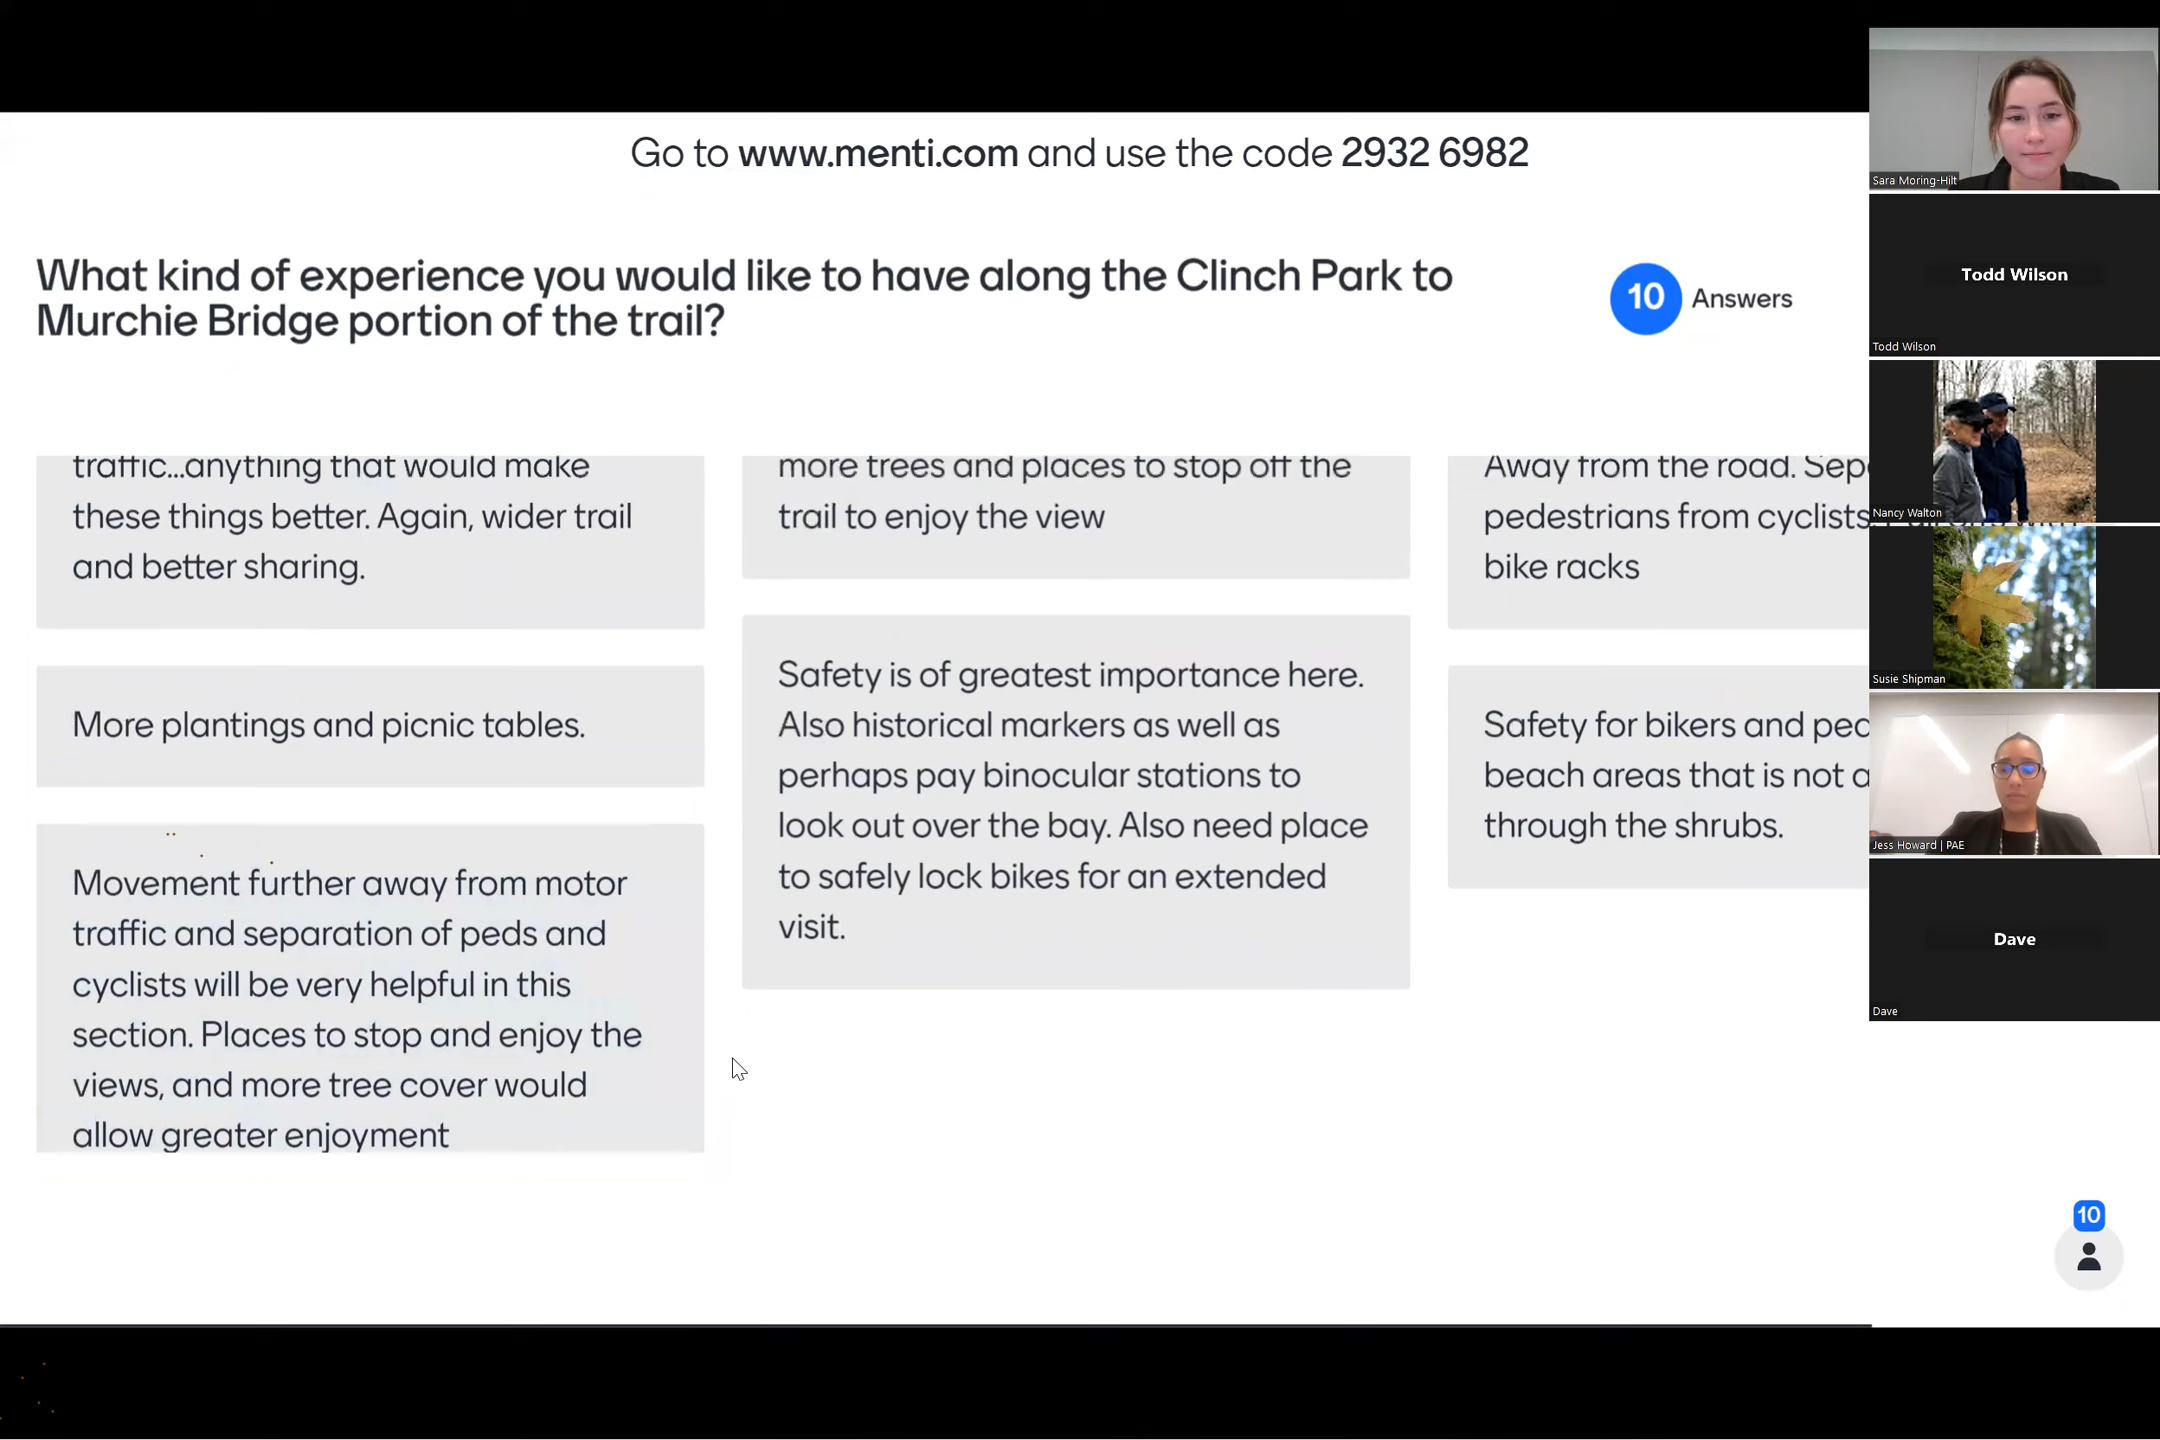 Go to www.menti.com and use the code 2932 6982
What kind of experience you would like to have along the Clinch Park to
Murchie Bridge portion of the trail?
10 Answers
traffic...anything that would make
these things better. Again, wider trail
and better sharing.
More plantings and picnic tables.
Movement further away from motor
traffic and separation of peds and
cyclists will be very helpful in this
section. Places to stop and enjoy the
views, and more tree cover would
allow greater enjoyment
more trees and places to stop off the
trail to enjoy the view
Safety is of greatest importance here.
Also historical markers as well as
perhaps pay binocular stations to
look out over the bay. Also need place
to safely lock bikes for an extended
visit.
Away from the road.
pedestrians from cyclists
bike racks
Safety for bikers and
beach areas that is not
through the shrubs.
Sara Moring-Hilt
Todd Wilson
Todd Wilson
Nancy Walton
Susie Shipman
Jess Howard | PAE
Dave
Dave
10